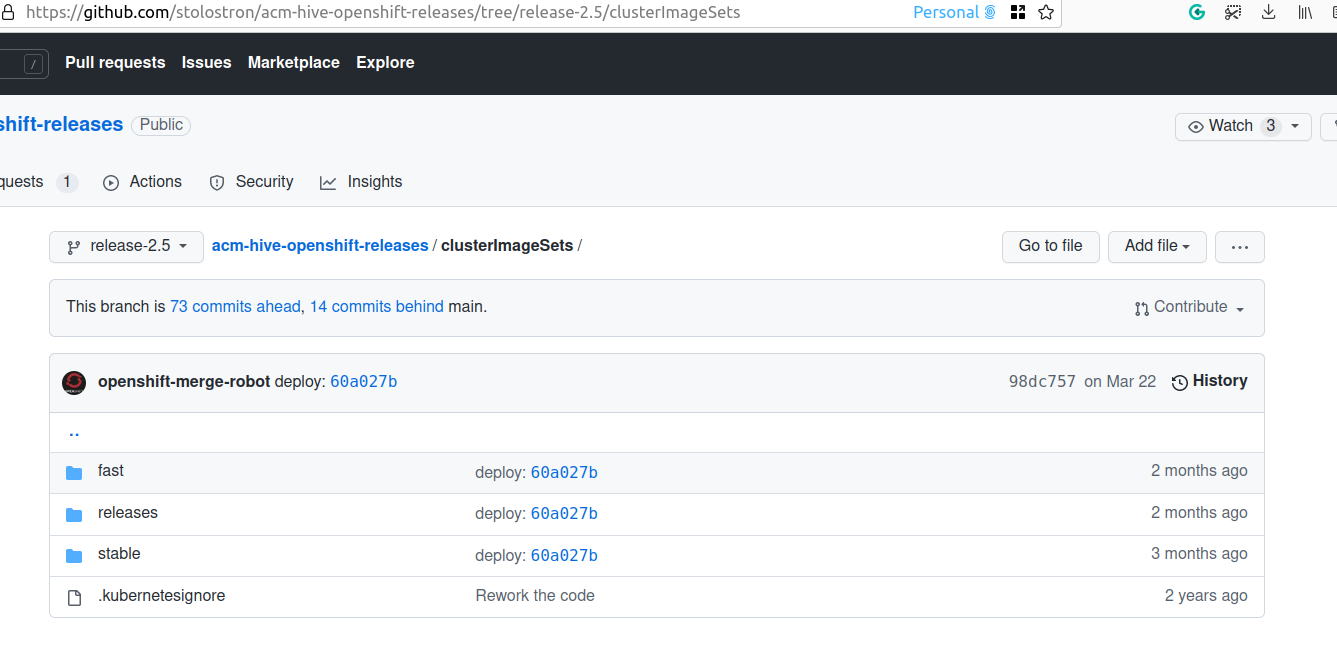 https://github.com/stolostron/acm-hive-openshift-releases/tree/release-2.5/clusterImageSets Personal
/ Pull requests Issues Marketplace Explore
shift-releases Public Watch 3
quests 1 Actions Security Insights
release-2.5 acm-hive-openshift-releases / clusterImageSets / Go to file Add file ...
This branch is 73 commits ahead, 14 commits behind main. Contribute
openshift-merge-robot deploy: 60a027b 98dc757 on Mar 22 History
..
fast deploy: 60a027b 2 months ago
releases deploy: 60a027b 2 months ago
stable deploy: 60a027b 3 months ago
.kubernetesignore Rework the code 2 years ago